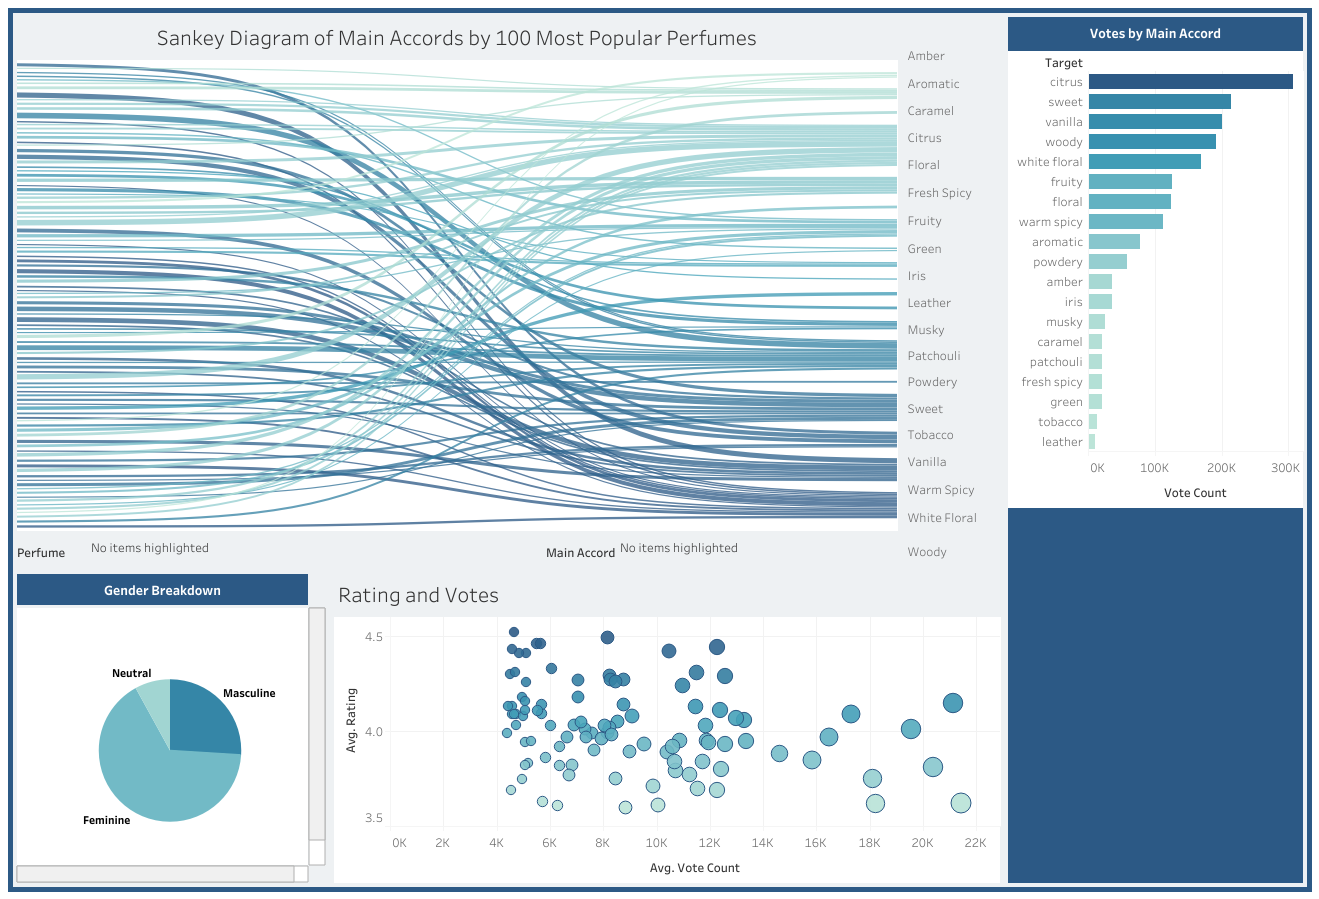 Sankey Diagram of Main Accords by 100 Most Popular Perfumes
Amber
Aromatic
Caramel
Citrus
Floral
Fresh Spicy
Fruity
Green
Iris
Leather
Musky
Patchouli
Powdery
Sweet
Tobacco
Vanilla
Warm Spicy
White Floral
Woody
Perfume No items highlighted
Main Accord No items highlighted
Votes by Main Accord
Target
citrus
sweet
vanilla
woody
white floral
fruity
floral
warm spicy
aromatic
powdery
amber
iris
musky
caramel
patchouli
fresh spicy
green
tobacco
leather
0K 100K 200K 300K
Vote Count
Gender Breakdown
Neutral
Masculine
Feminine
Rating and Votes
Avg. Rating
4.5
4.0
3.5
0K 2K 4K 6K 8K 10K 12K 14K 16K 18K 20K 22K
Avg. Vote Count